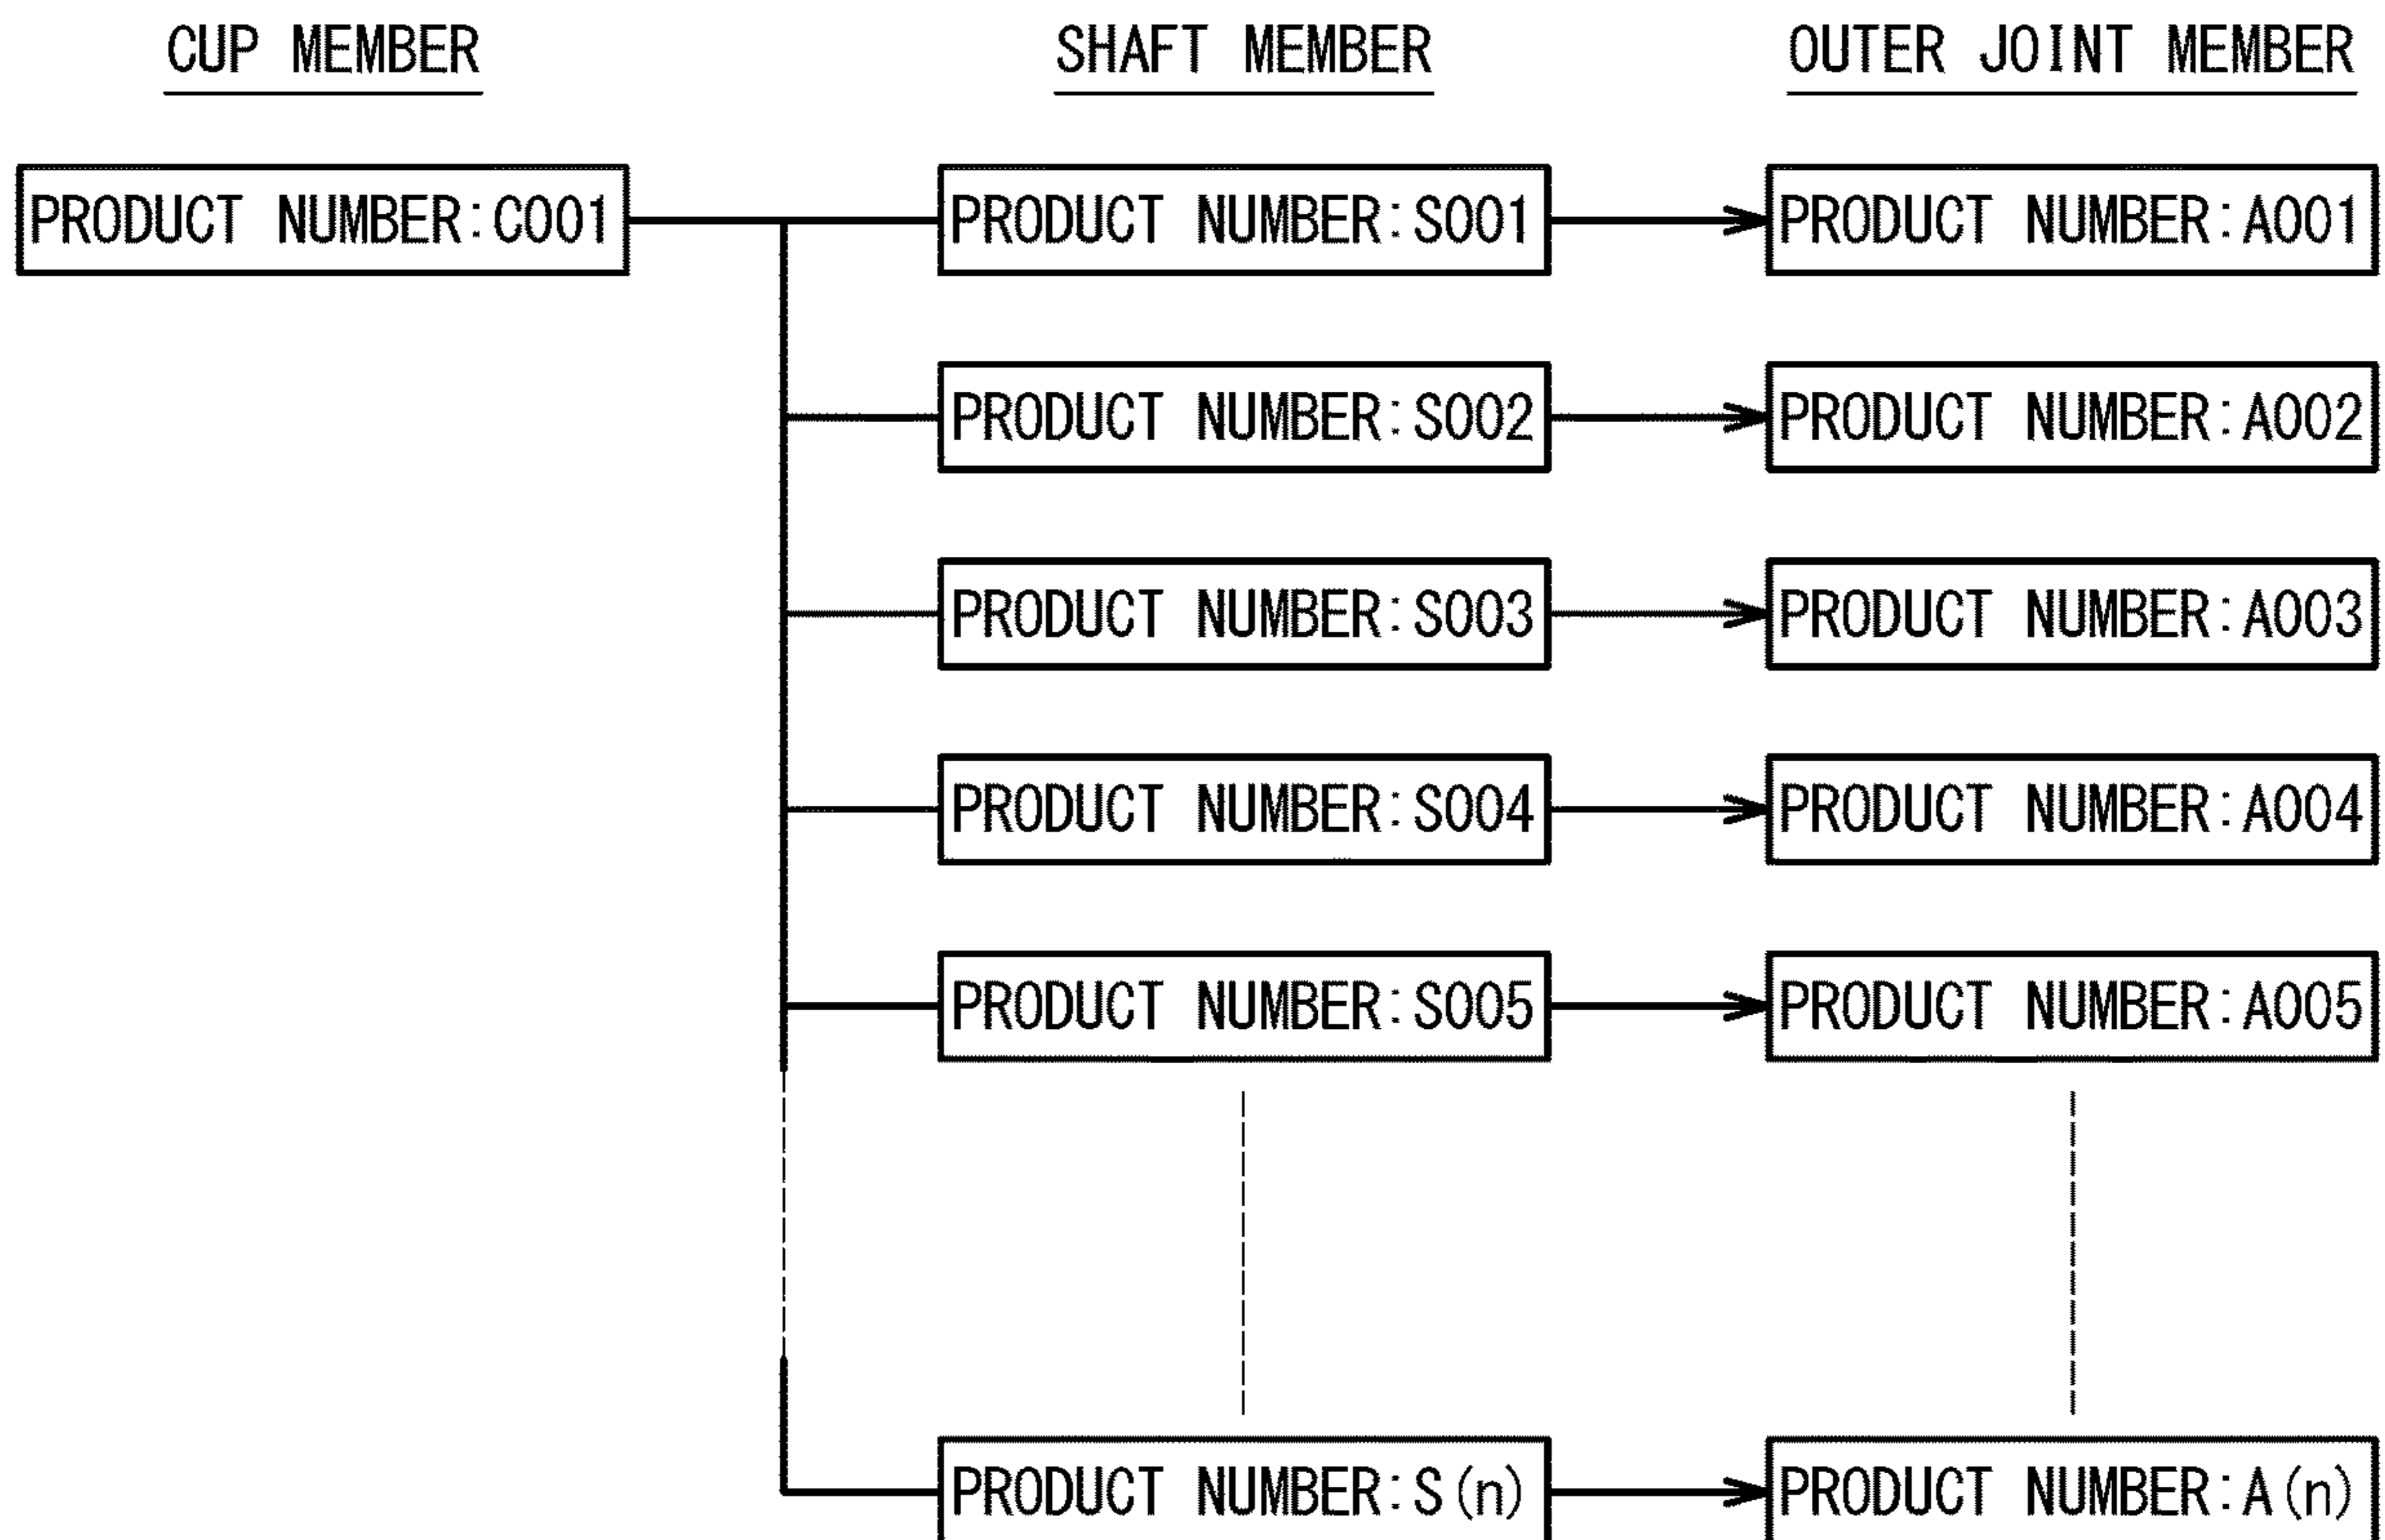 CUP MEMBER
SHAFT MEMBER
OUTER JOINT MEMBER
PRODUCT NUMBER:C001
PRODUCT NUMBER:S001
PRODUCT NUMBER:A001
PRODUCT NUMBER:S002
PRODUCT NUMBER:A002
PRODUCT NUMBER:S003
PRODUCT NUMBER:A003
PRODUCT NUMBER:S004
PRODUCT NUMBER:A004
PRODUCT NUMBER:S005
PRODUCT NUMBER:A005
PRODUCT NUMBER:S(n)
PRODUCT NUMBER:A(n)